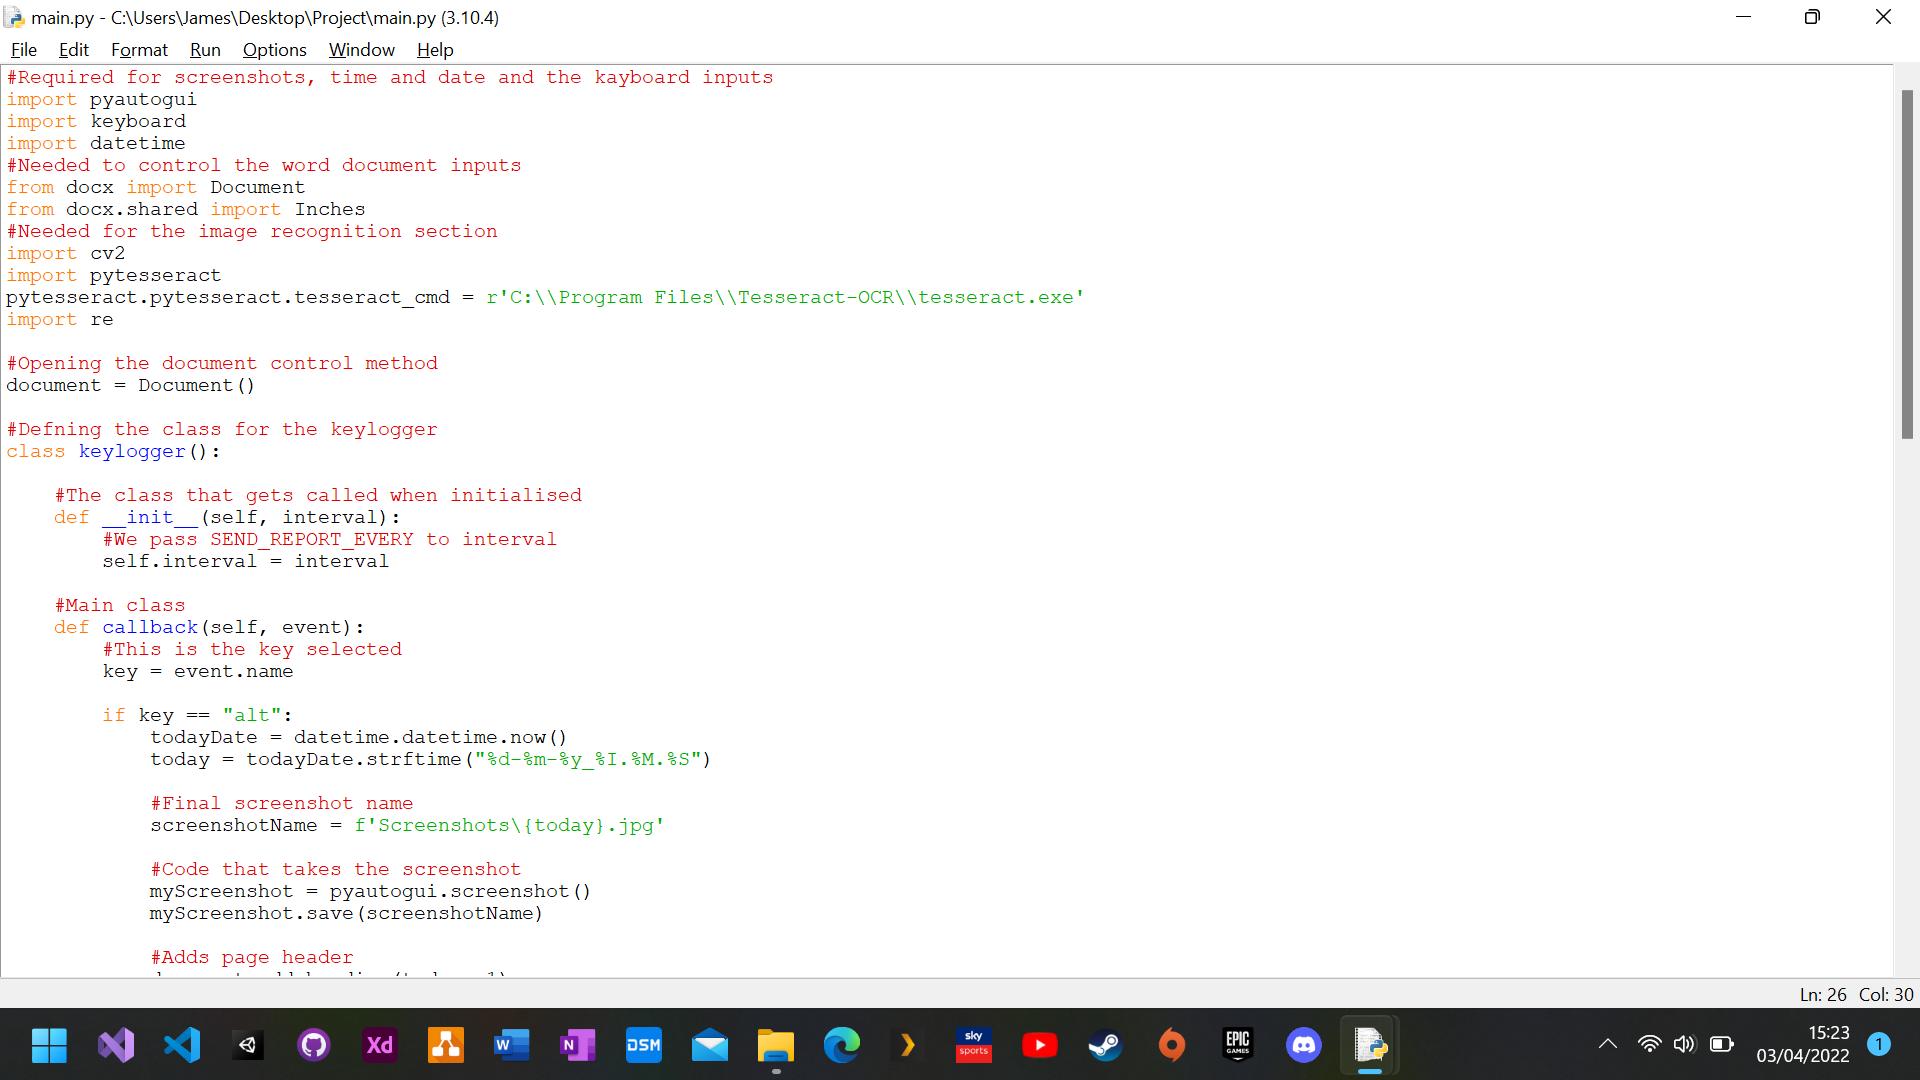 main.py - C:\Users\James\Desktop\Project\main.py (3.10.4)
File Edit Format Run Options Window Help
#Required for screenshots, time and date and the kayboard inputs
import pyautogui
import keyboard
import datetime
#Needed to control the word document inputs
from docx import Document
from docx.shared import Inches
#Needed for the image recognition section
import cv2
import pytesseract
pytesseract.pytesseract.tesseract_cmd = r'C:\\Program Files\\Tesseract-OCR\\tesseract.exe'
import re
#Opening the document control method
document = Document()
#Defning the class for the keylogger
class keylogger():
#The class that gets called when initialised
def __init__(self, interval):
#We pass SEND_REPORT_EVERY to interval
self.interval = interval
#Main class
def callback(self, event):
#This is the key selected
key = event.name
if key == "alt":
todayDate = datetime.datetime.now()
today = todayDate.strftime("%d-%m-%y_%I.%M.%S")
#Final screenshot name
screenshotName = f'Screenshots\{today}.jpg'
#Code that takes the screenshot
myScreenshot = pyautogui.screenshot()
myScreenshot.save(screenshotName)
#Adds page header
Ln: 26 Col: 30
Xd W N DSM sky sports EPIC GAMES
15:23
03/04/2022
1